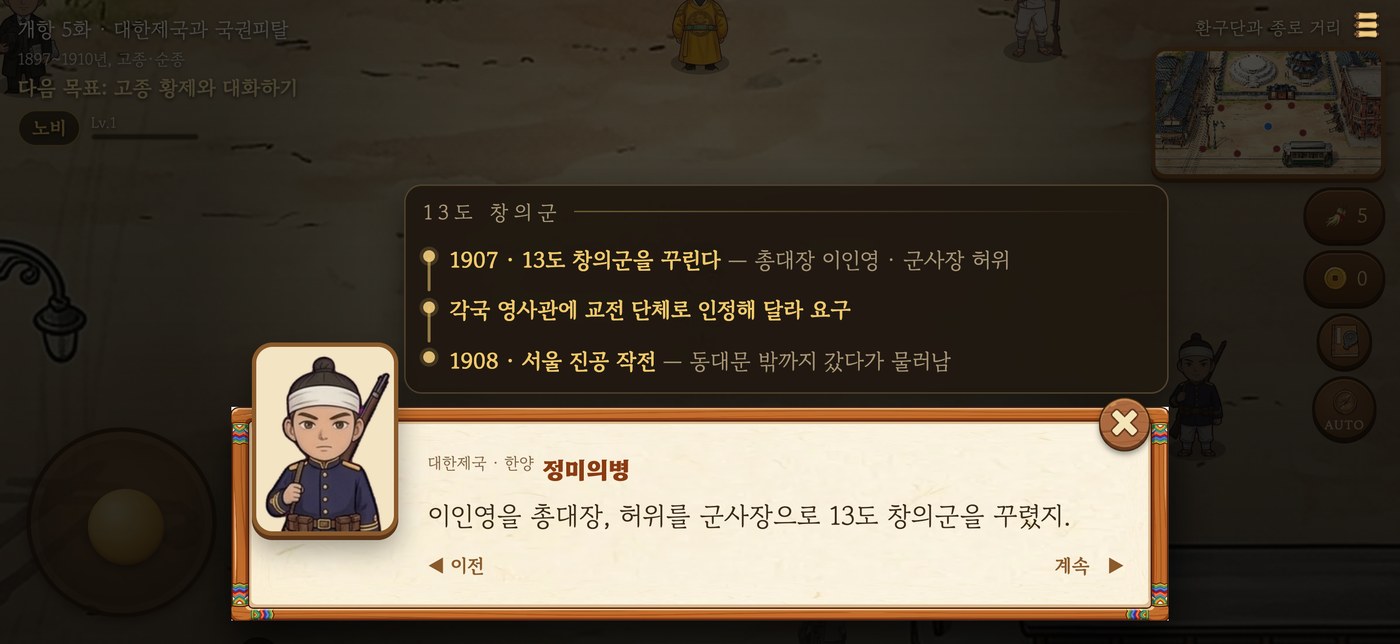 개항 5화 · 대한제국과 국권피탈
1897~1910년, 고종·순종
다음 목표: 고종 황제와 대화하기
노비 Lv.1
환구단과 종로 거리
5
0
AUTO
13도 창의군
1907 · 13도 창의군을 꾸린다 — 총대장 이인영 · 군사장 허위
각국 영사관에 교전 단체로 인정해 달라 요구
1908 · 서울 진공 작전 — 동대문 밖까지 갔다가 물러남
대한제국 · 한양 정미의병
이인영을 총대장, 허위를 군사장으로 13도 창의군을 꾸렸지.
◀ 이전
계속 ▶